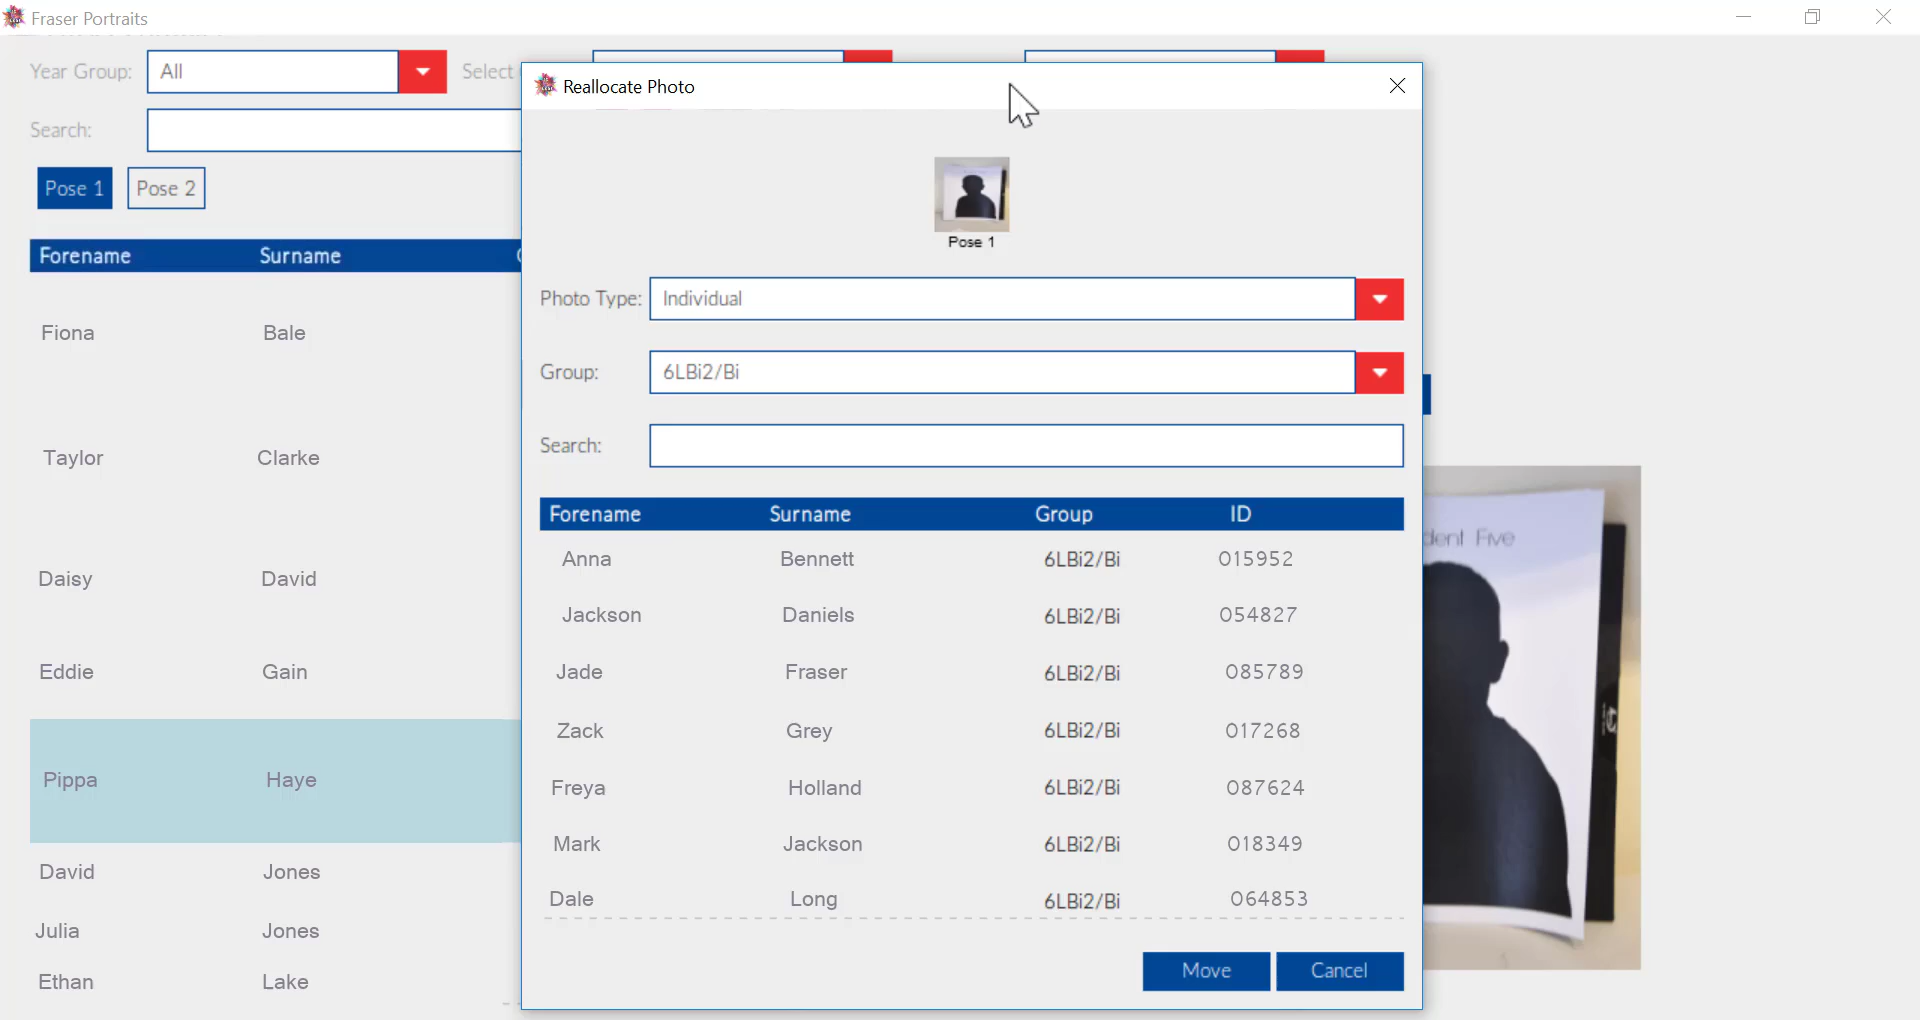 Fraser Portraits
Year Group: All Select
Search:
Pose 1 Pose 2
Forename Surname
Fiona Bale
Taylor Clarke
Daisy David
Eddie Gain
Pippa Haye
David Jones
Julia Jones
Ethan Lake
Reallocate Photo
Pose 1
Photo Type: Individual
Group: 6LBi2/Bi
Search:
Forename Surname Group ID
Anna Bennett 6LBi2/Bi 015952
Jackson Daniels 6LBi2/Bi 054827
Jade Fraser 6LBi2/Bi 085789
Zack Grey 6LBi2/Bi 017268
Freya Holland 6LBi2/Bi 087624
Mark Jackson 6LBi2/Bi 018349
Dale Long 6LBi2/Bi 064853
Move Cancel
dent Five